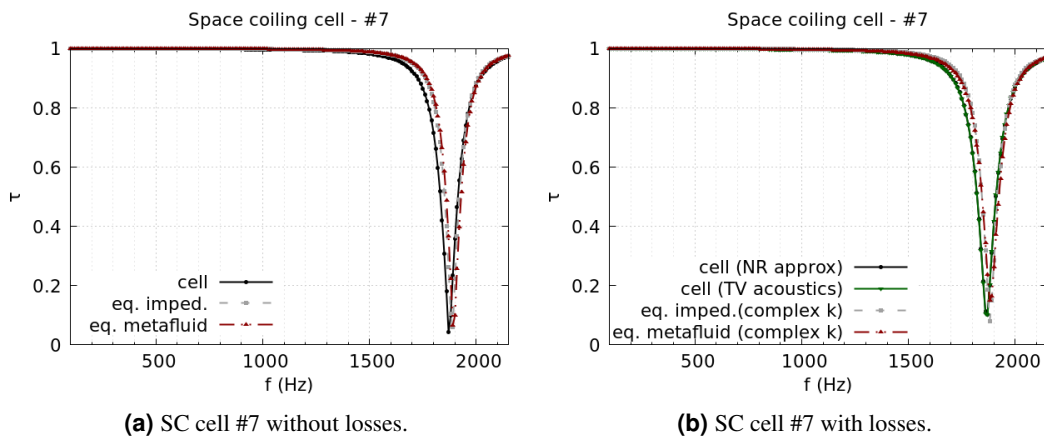 Space coiling cell - #7
1
0.8
0.6
τ
0.4
0.2
0
cell
eq. imped.
eq. metafluid
500
1000
1500
2000
f (Hz)
(a) SC cell #7 without losses.
Space coiling cell - #7
1
0.8
0.6
τ
0.4
0.2
0
cell (NR approx)
cell (TV acoustics)
eq. imped.(complex k)
eq. metafluid (complex k)
500
1000
1500
2000
f (Hz)
(b) SC cell #7 with losses.